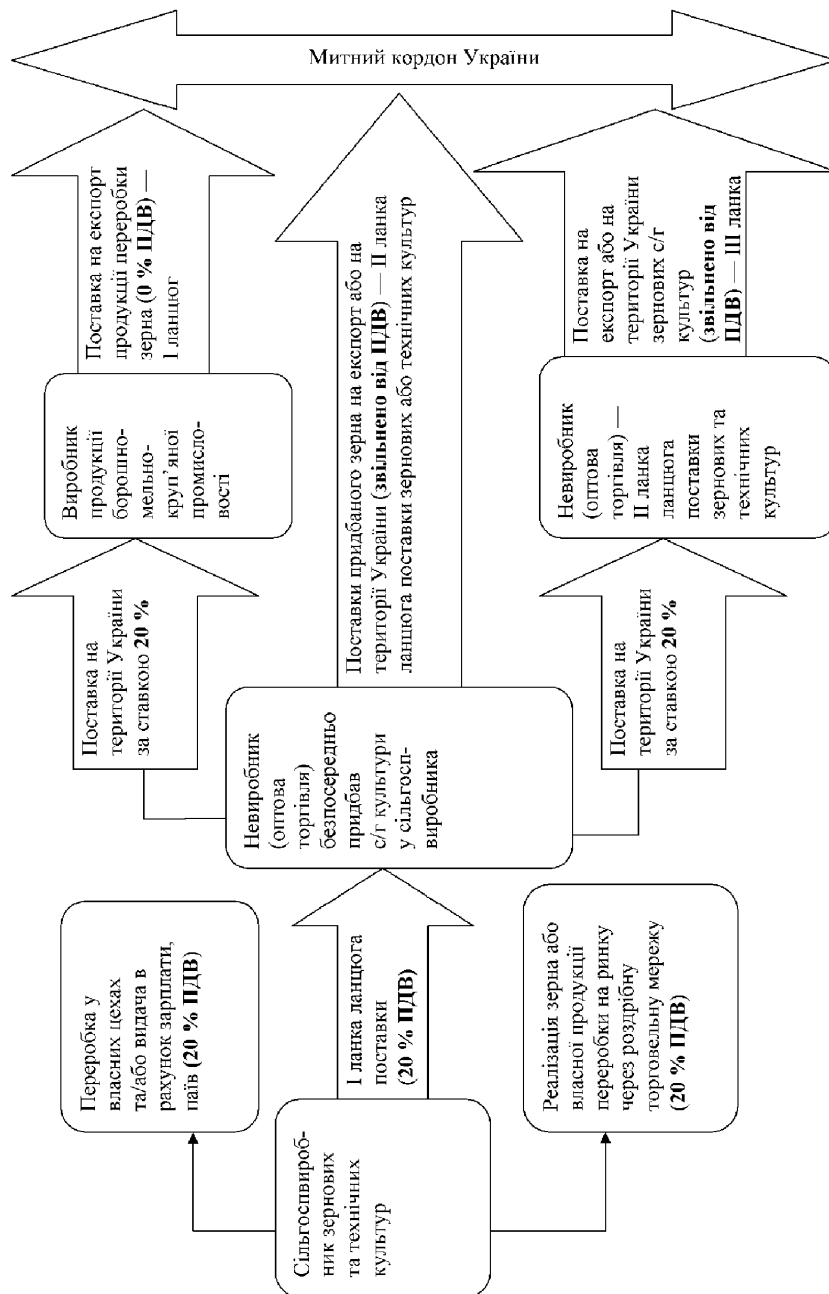 Сільгоспвироб-
ник зернових
та технічних
культур
Переробка у
власних цехах
та/або видача в
рахунок зарплати,
паїв (20 % ПДВ)
I ланка ланцюга
поставки
(20 % ПДВ)
Реалізація зерна або
власної продукції
переробки на ринку
через роздрібну
торговельну мережу
(20 % ПДВ)
Невиробник
(оптова
торгівля)
безпосередньо
придбав
с/г культури
у сільгосп-
виробника
Поставка на
території України
за ставкою 20 %
Виробник
продукції
борошно-
мельно-
круп’яної
промисло-
вості
Поставка на експорт
продукції переробки
зерна (0 % ПДВ) —
I ланцюг
Поставки придбаного зерна на експорт або на
території України (звільнено від ПДВ) — II ланка
ланцюга поставки зернових або технічних культур
Поставка на
території України
за ставкою 20 %
Невиробник
(оптова
торгівля) —
II ланка
ланцюга
поставки
зернових та
технічних
культур
Поставка на
експорт або на
території України
зернових с/г
культур
(звільнено від
ПДВ) — III ланка
Митний кордон України